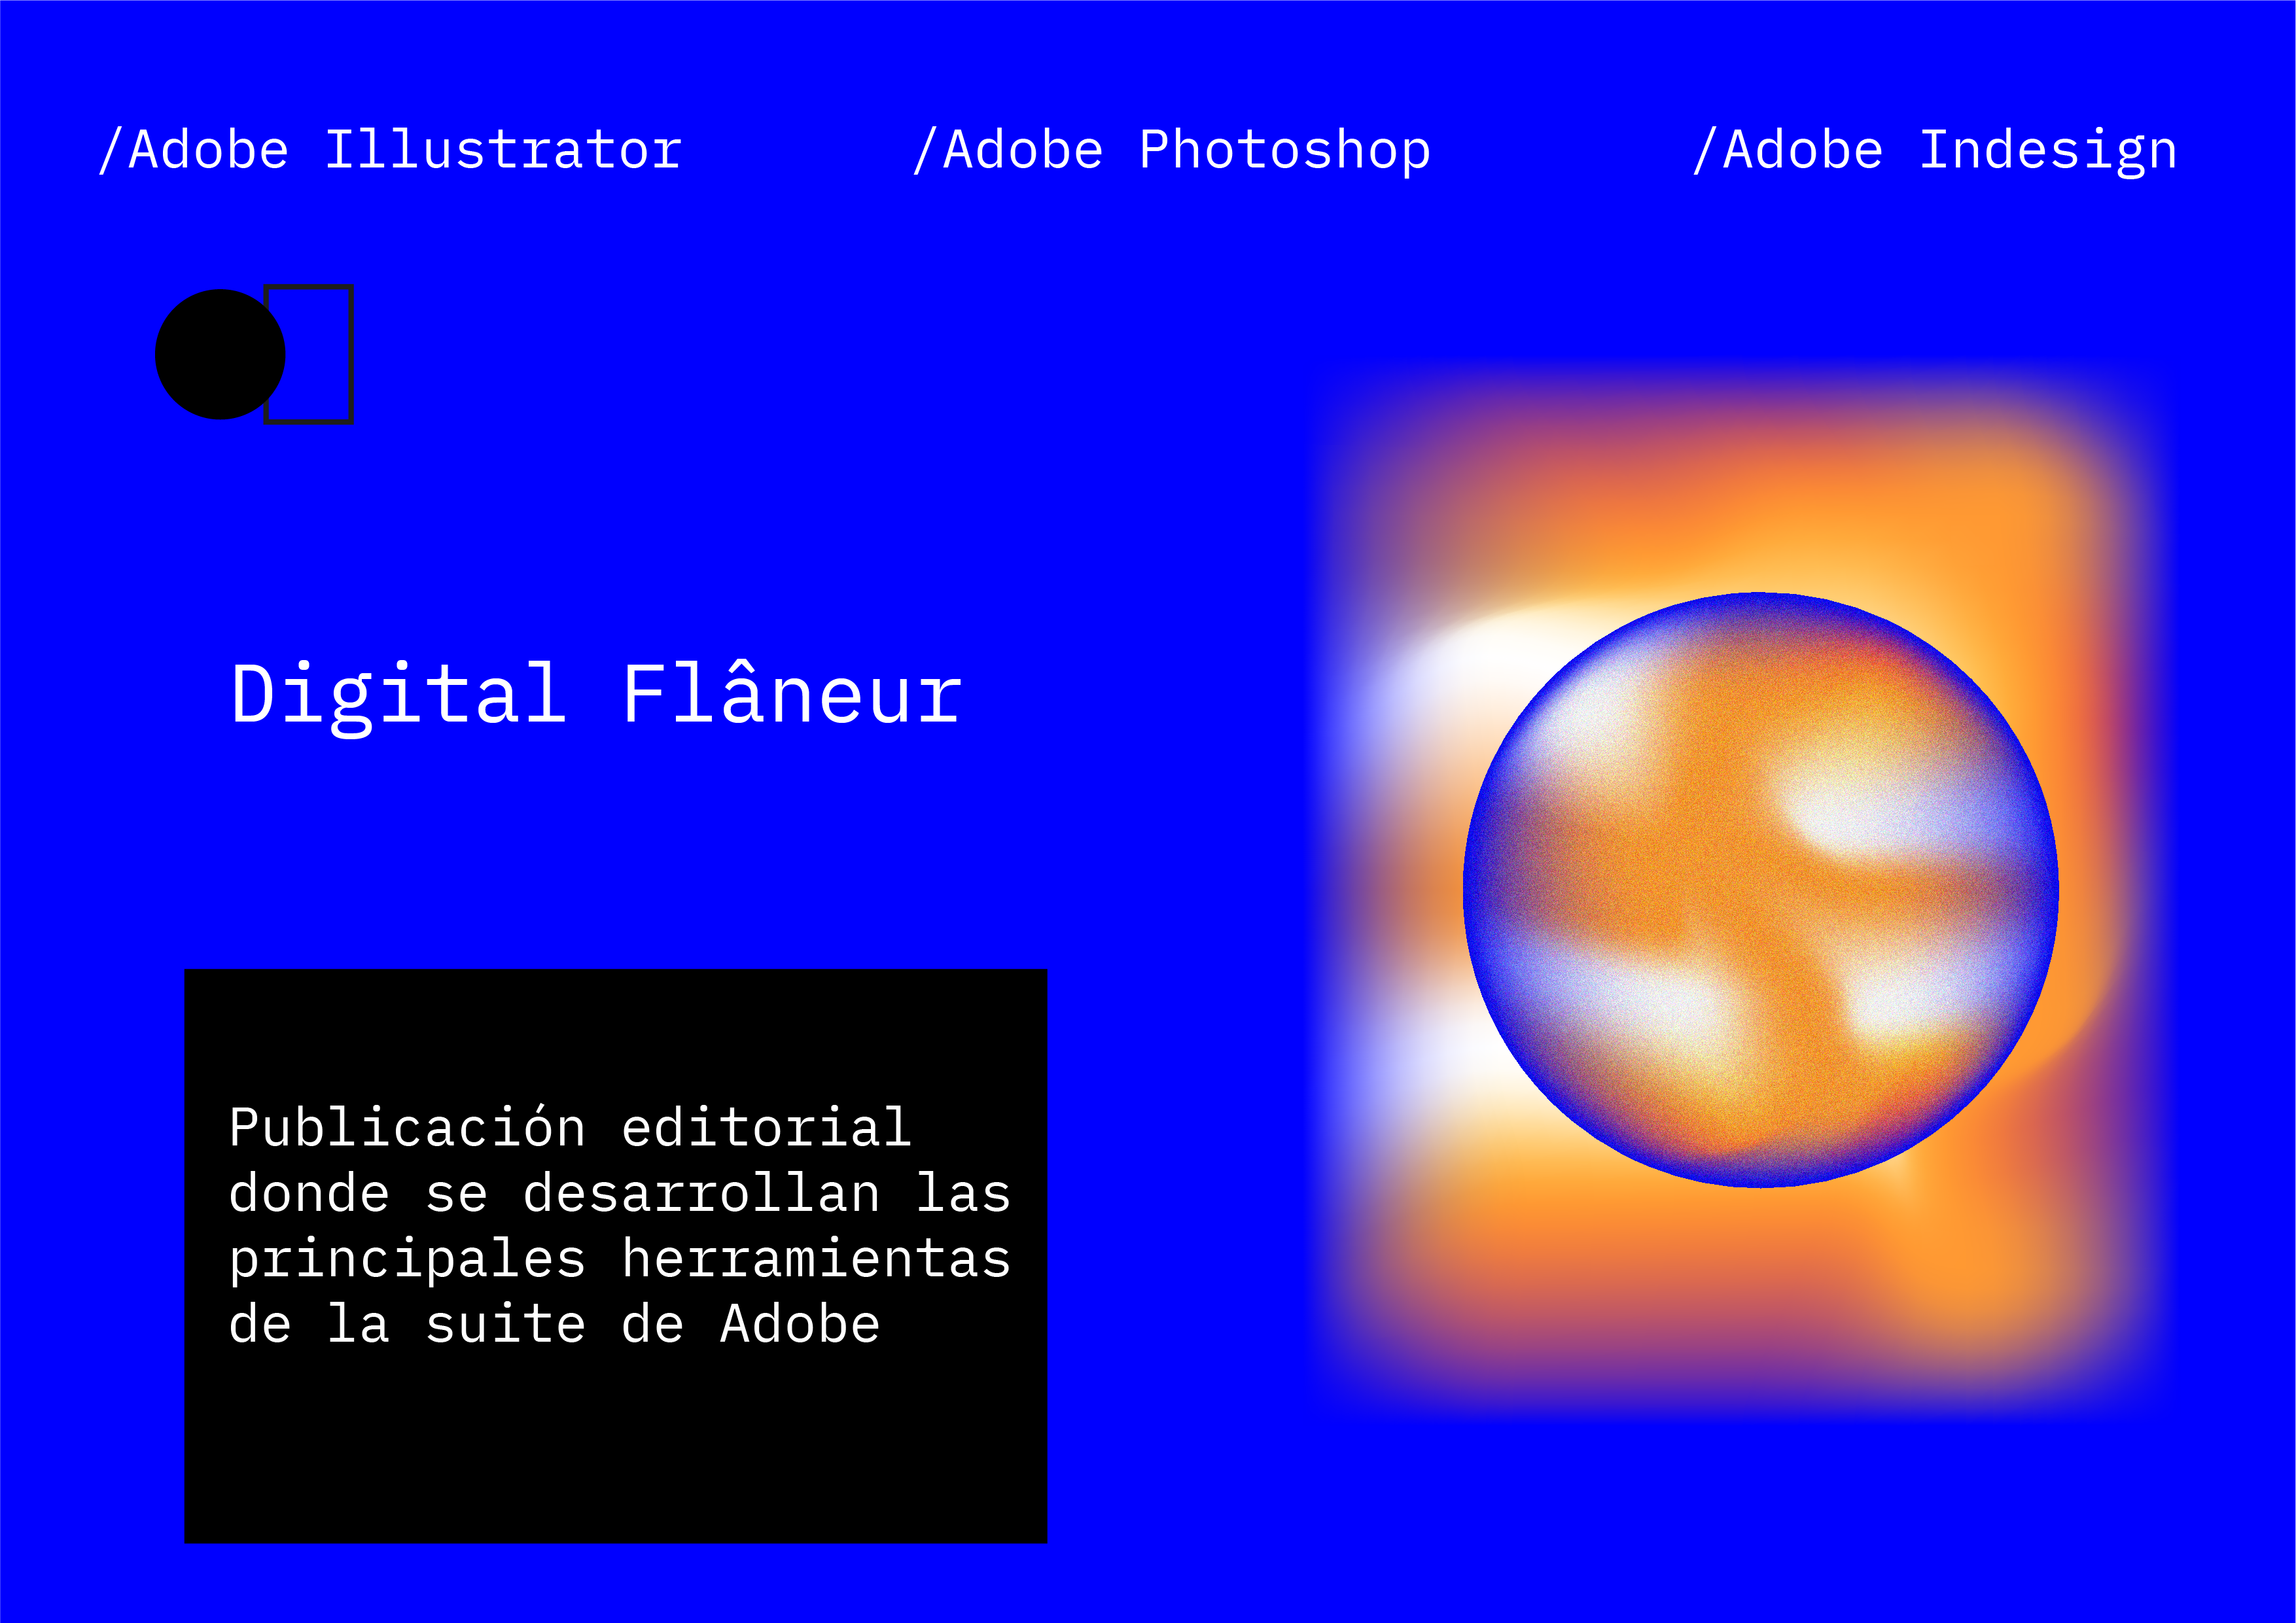 /Adobe Illustrator
/Adobe Photoshop
/Adobe Indesign
Digital Flâneur
Publicación editorial
donde se desarrollan las
principales herramientas
de la suite de Adobe